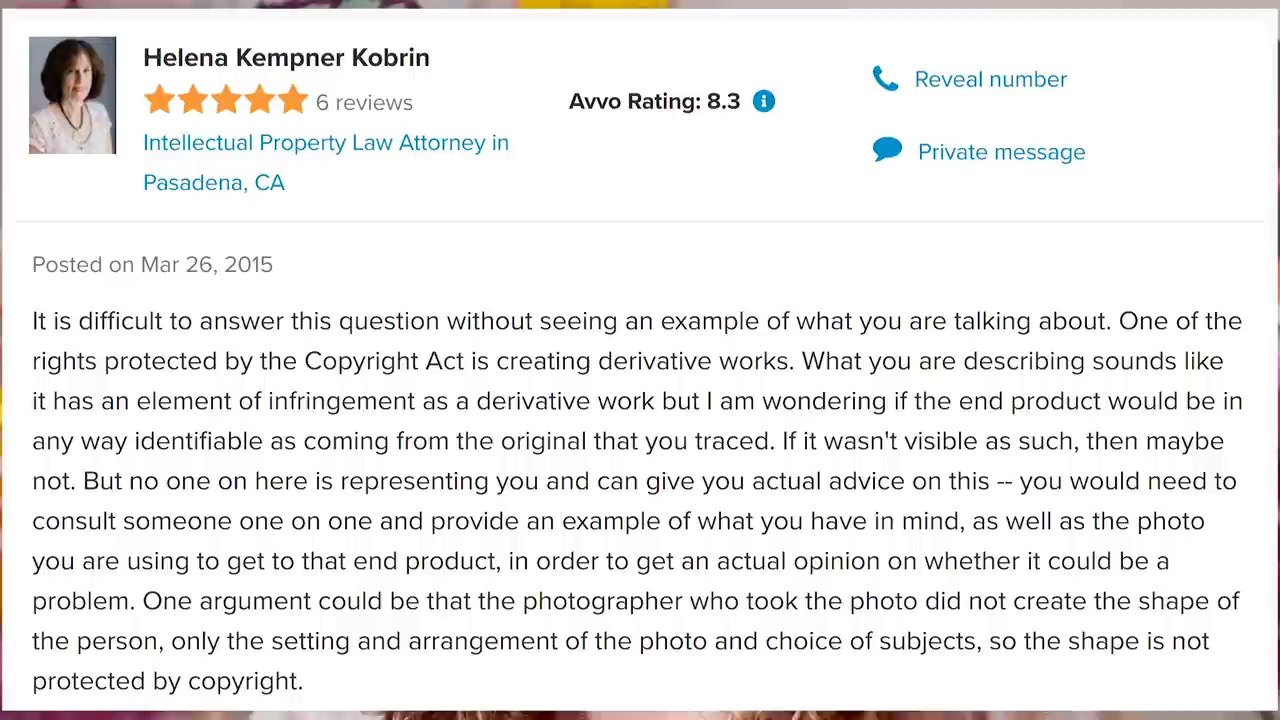 Helena Kempner Kobrin
6 reviews
Intellectual Property Law Attorney in
Pasadena, CA
Avvo Rating: 8.3
Reveal number
Private message
Posted on Mar 26, 2015
It is difficult to answer this question without seeing an example of what you are talking about. One of the
rights protected by the Copyright Act is creating derivative works. What you are describing sounds like
it has an element of infringement as a derivative work but I am wondering if the end product would be in
any way identifiable as coming from the original that you traced. If it wasn't visible as such, then maybe
not. But no one on here is representing you and can give you actual advice on this -- you would need to
consult someone one on one and provide an example of what you have in mind, as well as the photo
you are using to get to that end product, in order to get an actual opinion on whether it could be a
problem. One argument could be that the photographer who took the photo did not create the shape of
the person, only the setting and arrangement of the photo and choice of subjects, so the shape is not
protected by copyright.